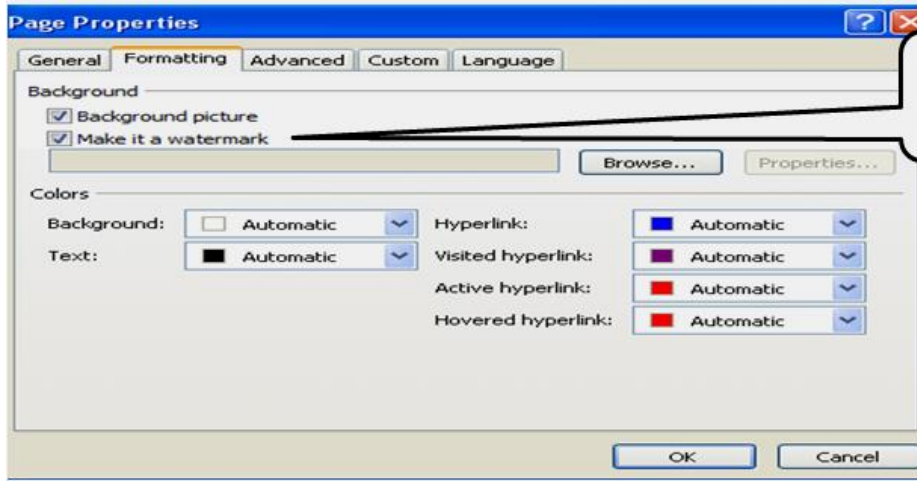 Page Properties
General Formatting Advanced Custom Language
Background
Background picture
Make it a watermark
Browse... Properties...
Colors
Background: Automatic Hyperlink: Automatic
Text: Automatic Visited hyperlink: Automatic
Active hyperlink: Automatic
Hovered hyperlink: Automatic
OK Cancel